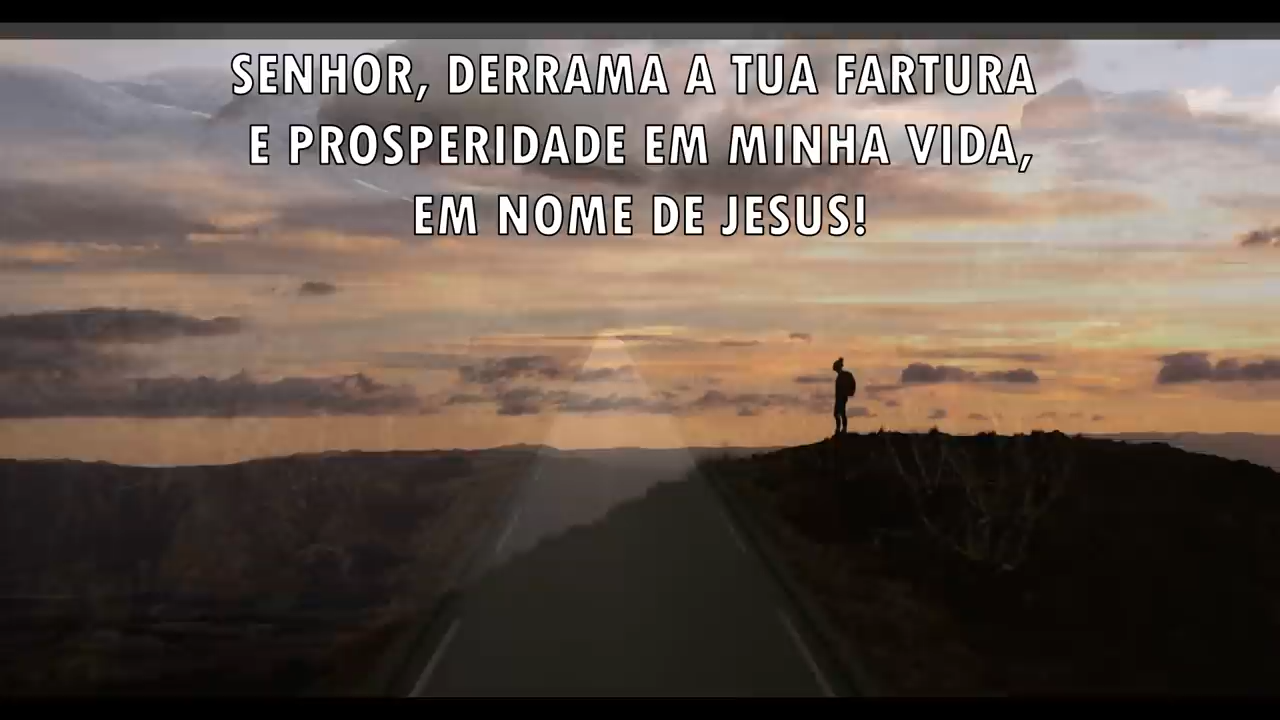 SENHOR, DERRAMA A TUA FARTURA
E PROSPERIDADE EM MINHA VIDA,
EM NOME DE JESUS!